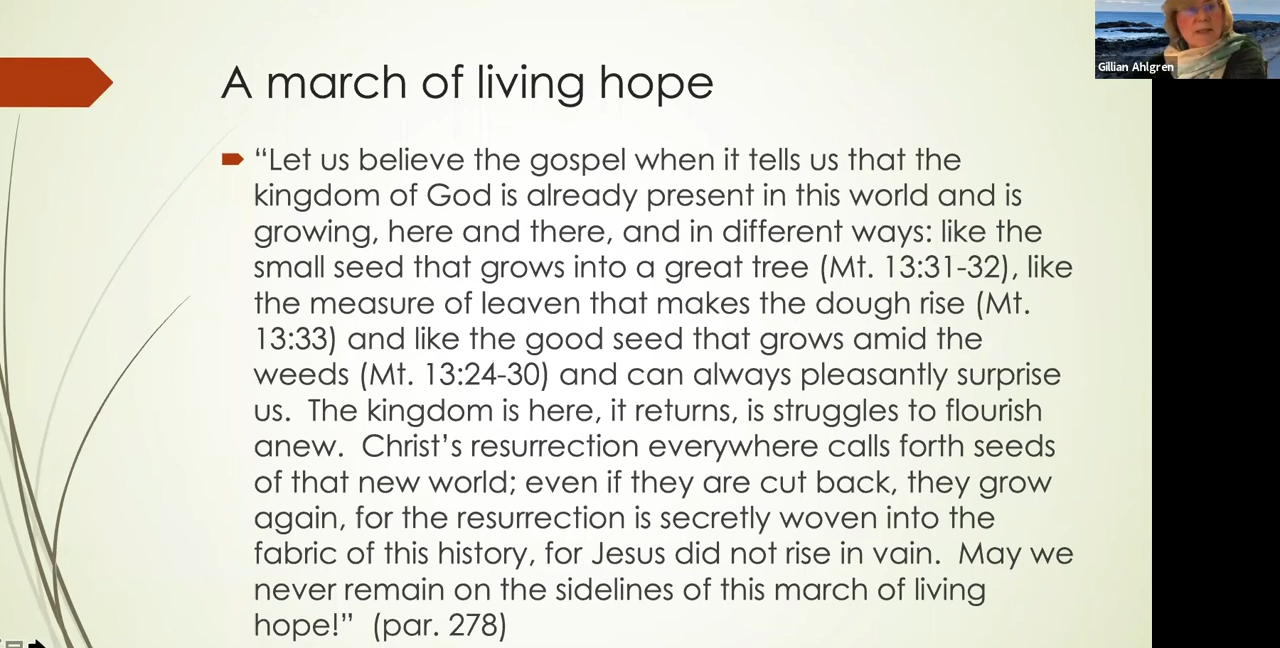 A march of living hope
“Let us believe the gospel when it tells us that the
kingdom of God is already present in this world and is
growing, here and there, and in different ways: like the
small seed that grows into a great tree (Mt. 13:31-32), like
the measure of leaven that makes the dough rise (Mt.
13:33) and like the good seed that grows amid the
weeds (Mt. 13:24-30) and can always pleasantly surprise
us.  The kingdom is here, it returns, is struggles to flourish
anew.  Christ’s resurrection everywhere calls forth seeds
of that new world; even if they are cut back, they grow
again, for the resurrection is secretly woven into the
fabric of this history, for Jesus did not rise in vain.  May we
never remain on the sidelines of this march of living
hope!”  (par. 278)
Gillian Ahlgren